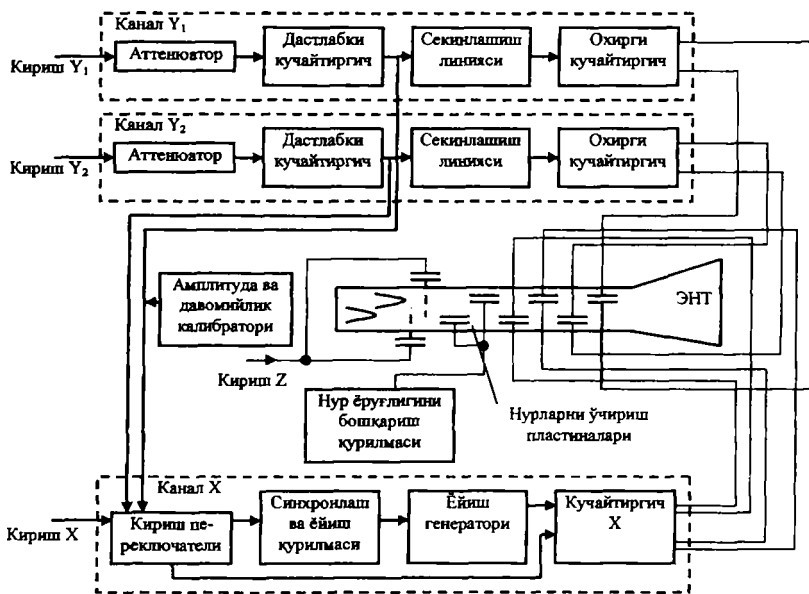 Канал Y₁
Кириш Y₁
Аттенюатор
Дастлабки
кучайтиргич
Секинлашиш
линияси
Охирги
кучайтиргич
Канал Y₂
Кириш Y₂
Аттенюатор
Дастлабки
кучайтиргич
Секинлашиш
линияси
Охирги
кучайтиргич
Амплитуда ва
давомийлик
калибратори
ЭНТ
Кириш Z
Нур ёруғлигини
бошқариш
қурилмаси
Нурларни ўчириш
пластиналари
Канал X
Кириш X
Кириш пе-
реключатели
Синхронлаш
ва ёйиш
қурилмаси
Ёйиш
генератори
Кучайтиргич
X